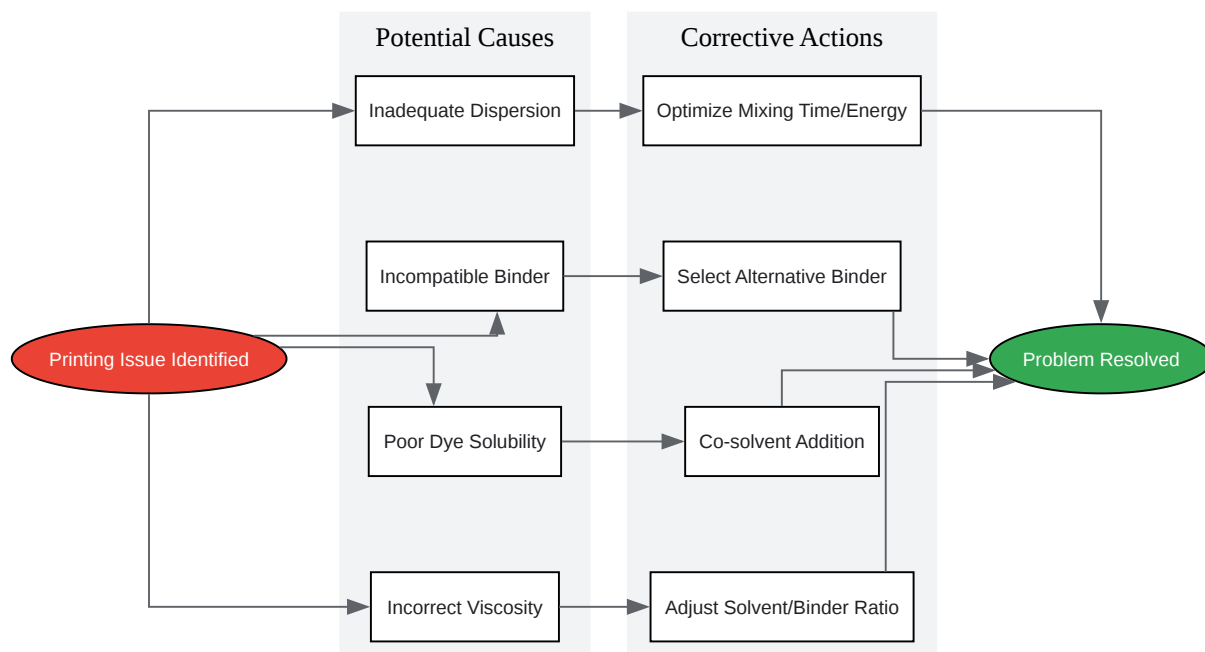 Potential Causes
Corrective Actions
Inadequate Dispersion
Optimize Mixing Time/Energy
Incompatible Binder
Select Alternative Binder
Printing Issue Identified
Problem Resolved
Poor Dye Solubility
Co-solvent Addition
Incorrect Viscosity
Adjust Solvent/Binder Ratio